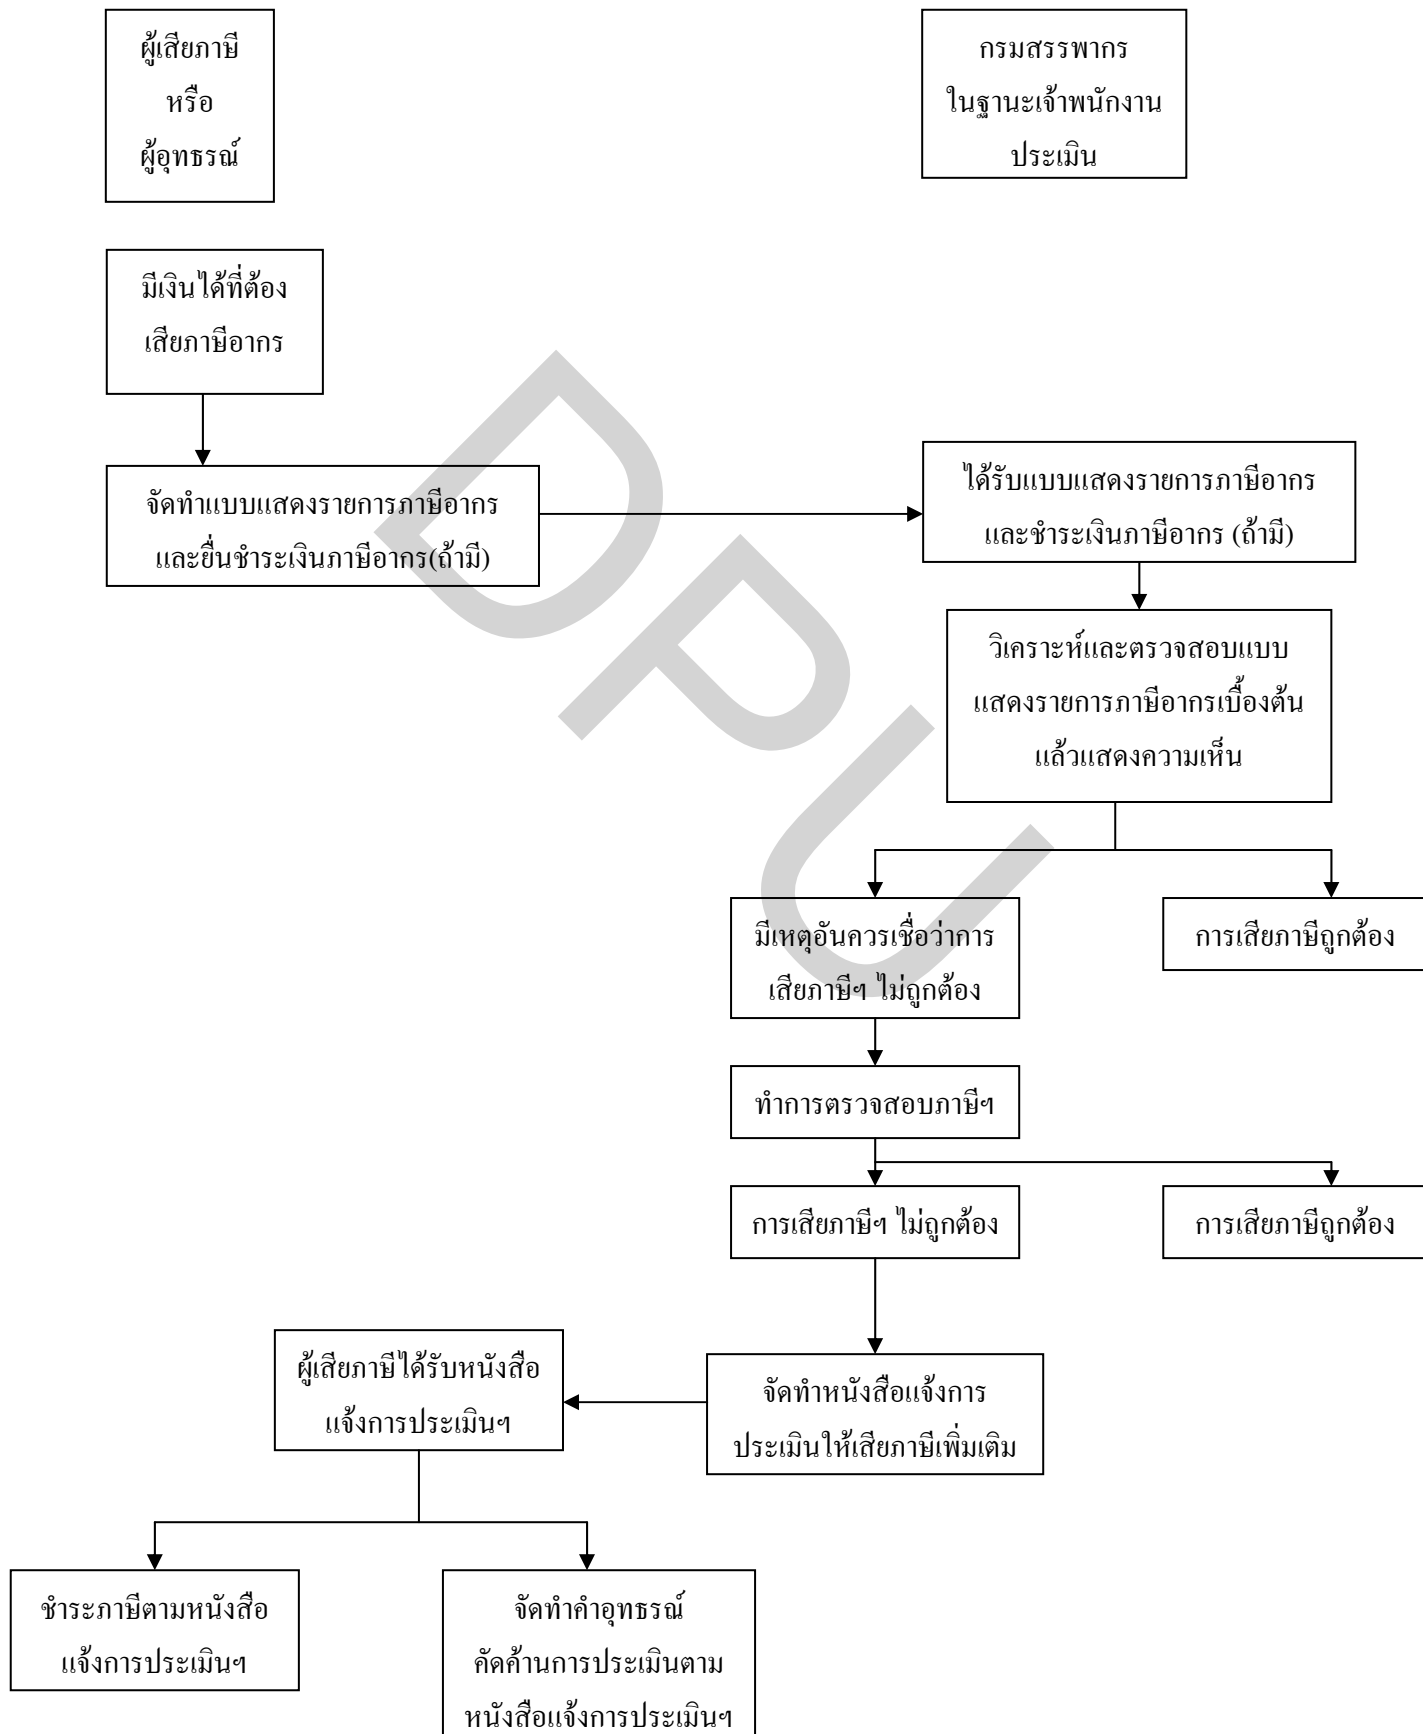 ผู้เสียภาษี
หรือ
ผู้อุทธรณ์
กรมสรรพากร
ในฐานะเจ้าพนักงาน
ประเมิน
มีเงินได้ที่ต้อง
เสียภาษีอากร
จัดทำแบบแสดงรายการภาษีอากร
และยื่นชำระเงินภาษีอากร(ถ้ามี)
ได้รับแบบแสดงรายการภาษีอากร
และชำระเงินภาษีอากร (ถ้ามี)
วิเคราะห์และตรวจสอบแบบ
แสดงรายการภาษีอากรเบื้องต้น
แล้วแสดงความเห็น
มีเหตุอันควรเชื่อว่าการ
เสียภาษีฯ ไม่ถูกต้อง
การเสียภาษีถูกต้อง
ทำการตรวจสอบภาษีฯ
การเสียภาษีฯ ไม่ถูกต้อง
การเสียภาษีถูกต้อง
ผู้เสียภาษีได้รับหนังสือ
แจ้งการประเมินฯ
จัดทำหนังสือแจ้งการ
ประเมินให้เสียภาษีเพิ่มเติม
ชำระภาษีตามหนังสือ
แจ้งการประเมินฯ
จัดทำคำอุทธรณ์
คัดค้านการประเมินตาม
หนังสือแจ้งการประเมินฯ
DPU